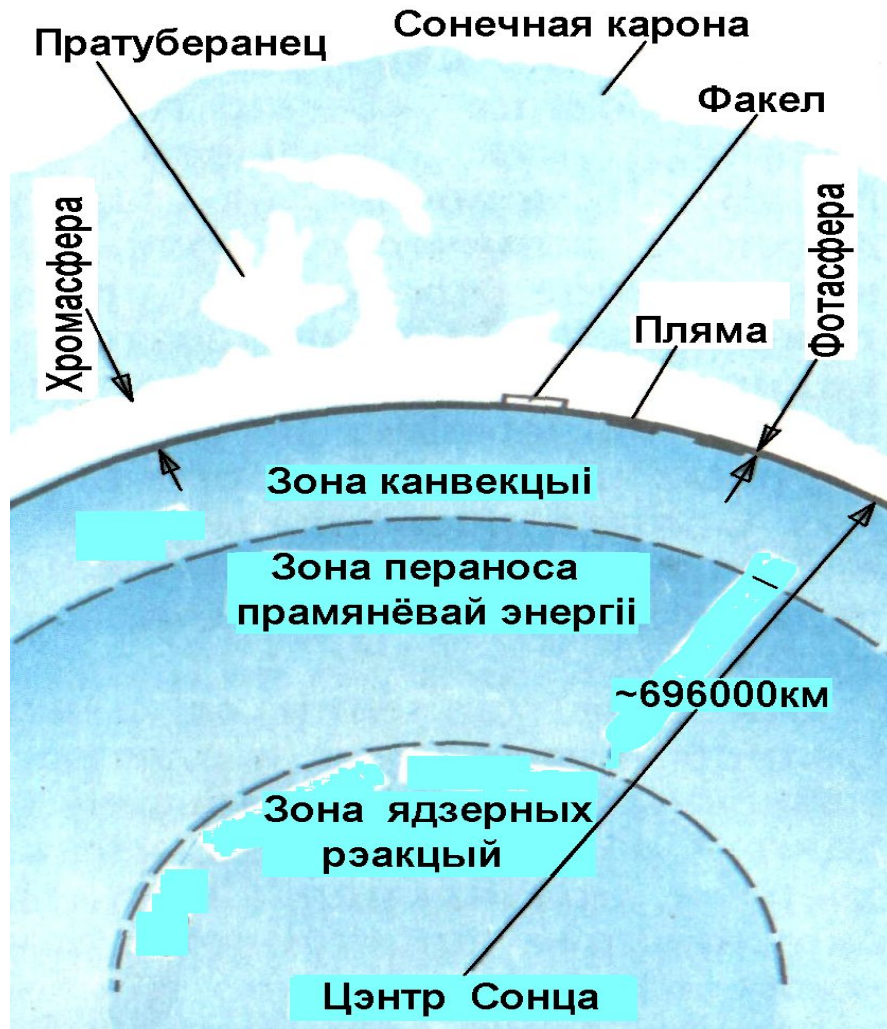 Сонечная карона
Пратуберанец
Факел
Хромасфера
Фотасфера
Пляма
Зона канвекцыі
Зона пераноса
прамянёвай энергіі
~696000км
Зона ядзерных
рэакцый
Цэнтр Сонца